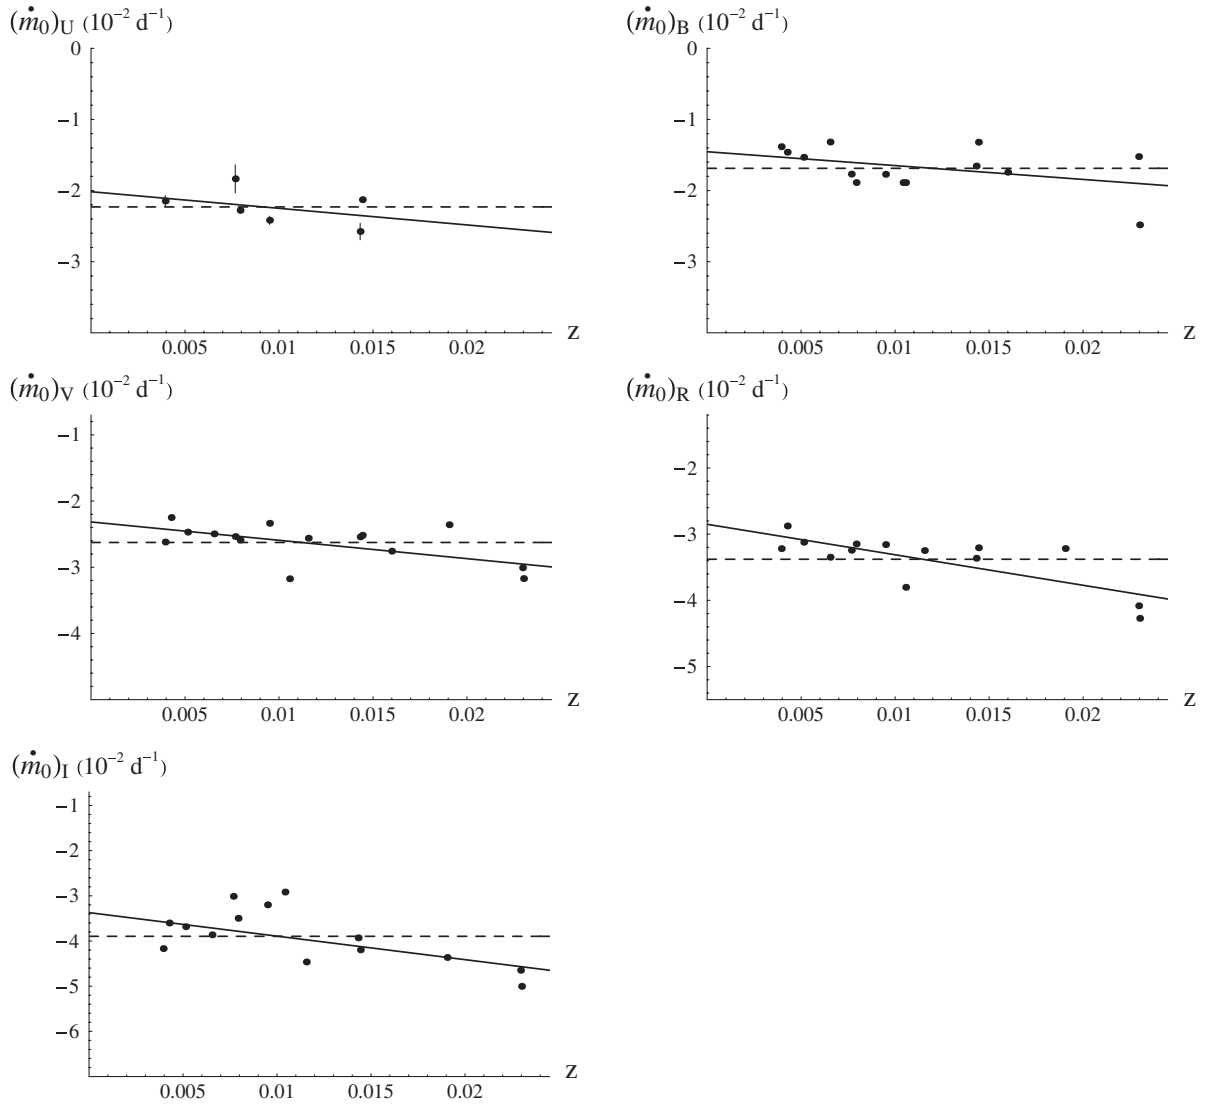 (ṁ₀)U (10⁻² d⁻¹) (ṁ₀)B (10⁻² d⁻¹)
0 0
−1 −1
−2 −2
−3 −3
0.005 0.01 0.015 0.02 z 0.005 0.01 0.015 0.02 z
(ṁ₀)V (10⁻² d⁻¹) (ṁ₀)R (10⁻² d⁻¹)
−1
−2 −2
−3 −3
−4 −4
−5
0.005 0.01 0.015 0.02 z 0.005 0.01 0.015 0.02 z
(ṁ₀)I (10⁻² d⁻¹)
−1
−2
−3
−4
−5
−6
0.005 0.01 0.015 0.02 z